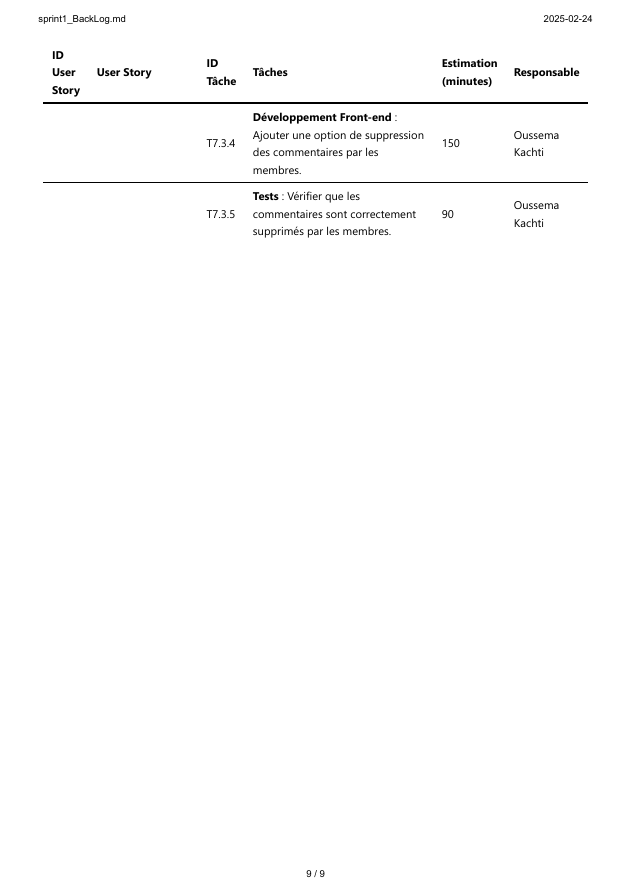 sprint1_BackLog.md 2025-02-24
ID User Story User Story ID Tâche Tâches Estimation (minutes) Responsable
T7.3.4
Développement Front-end :
Ajouter une option de suppression
des commentaires par les
membres.
150
Oussema
Kachti
T7.3.5
Tests : Vérifier que les
commentaires sont correctement
supprimés par les membres.
90
Oussema
Kachti
9 / 9